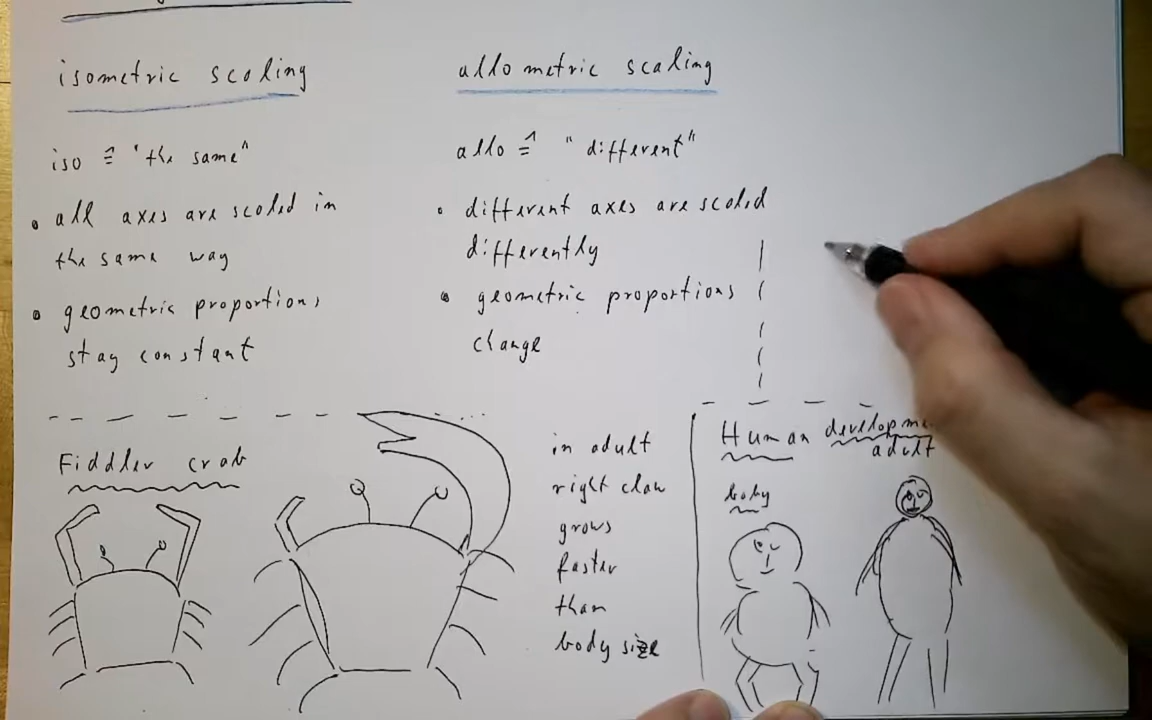 isometric scaling
iso ≙ "the same"
• all axes are scaled in
the same way
• geometric proportions
stay constant
allometric scaling
allo ≙ "different"
• different axes are scaled
differently
• geometric proportions
change
Fiddler crab
in adult
right claw
grows
faster
than
body size
Human developme
baby
adult